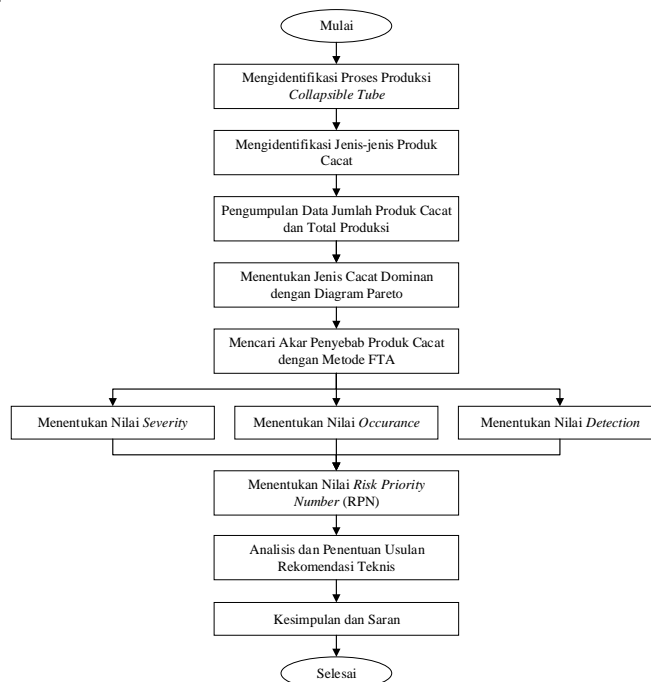 Mulai
Mengidentifikasi Proses Produksi
Collapsible Tube
Mengidentifikasi Jenis-jenis Produk
Cacat
Pengumpulan Data Jumlah Produk Cacat
dan Total Produksi
Menentukan Jenis Cacat Dominan
dengan Diagram Pareto
Mencari Akar Penyebab Produk Cacat
dengan Metode FTA
Menentukan Nilai Severity
Menentukan Nilai Occurance
Menentukan Nilai Detection
Menentukan Nilai Risk Priority
Number (RPN)
Analisis dan Penentuan Usulan
Rekomendasi Teknis
Kesimpulan dan Saran
Selesai